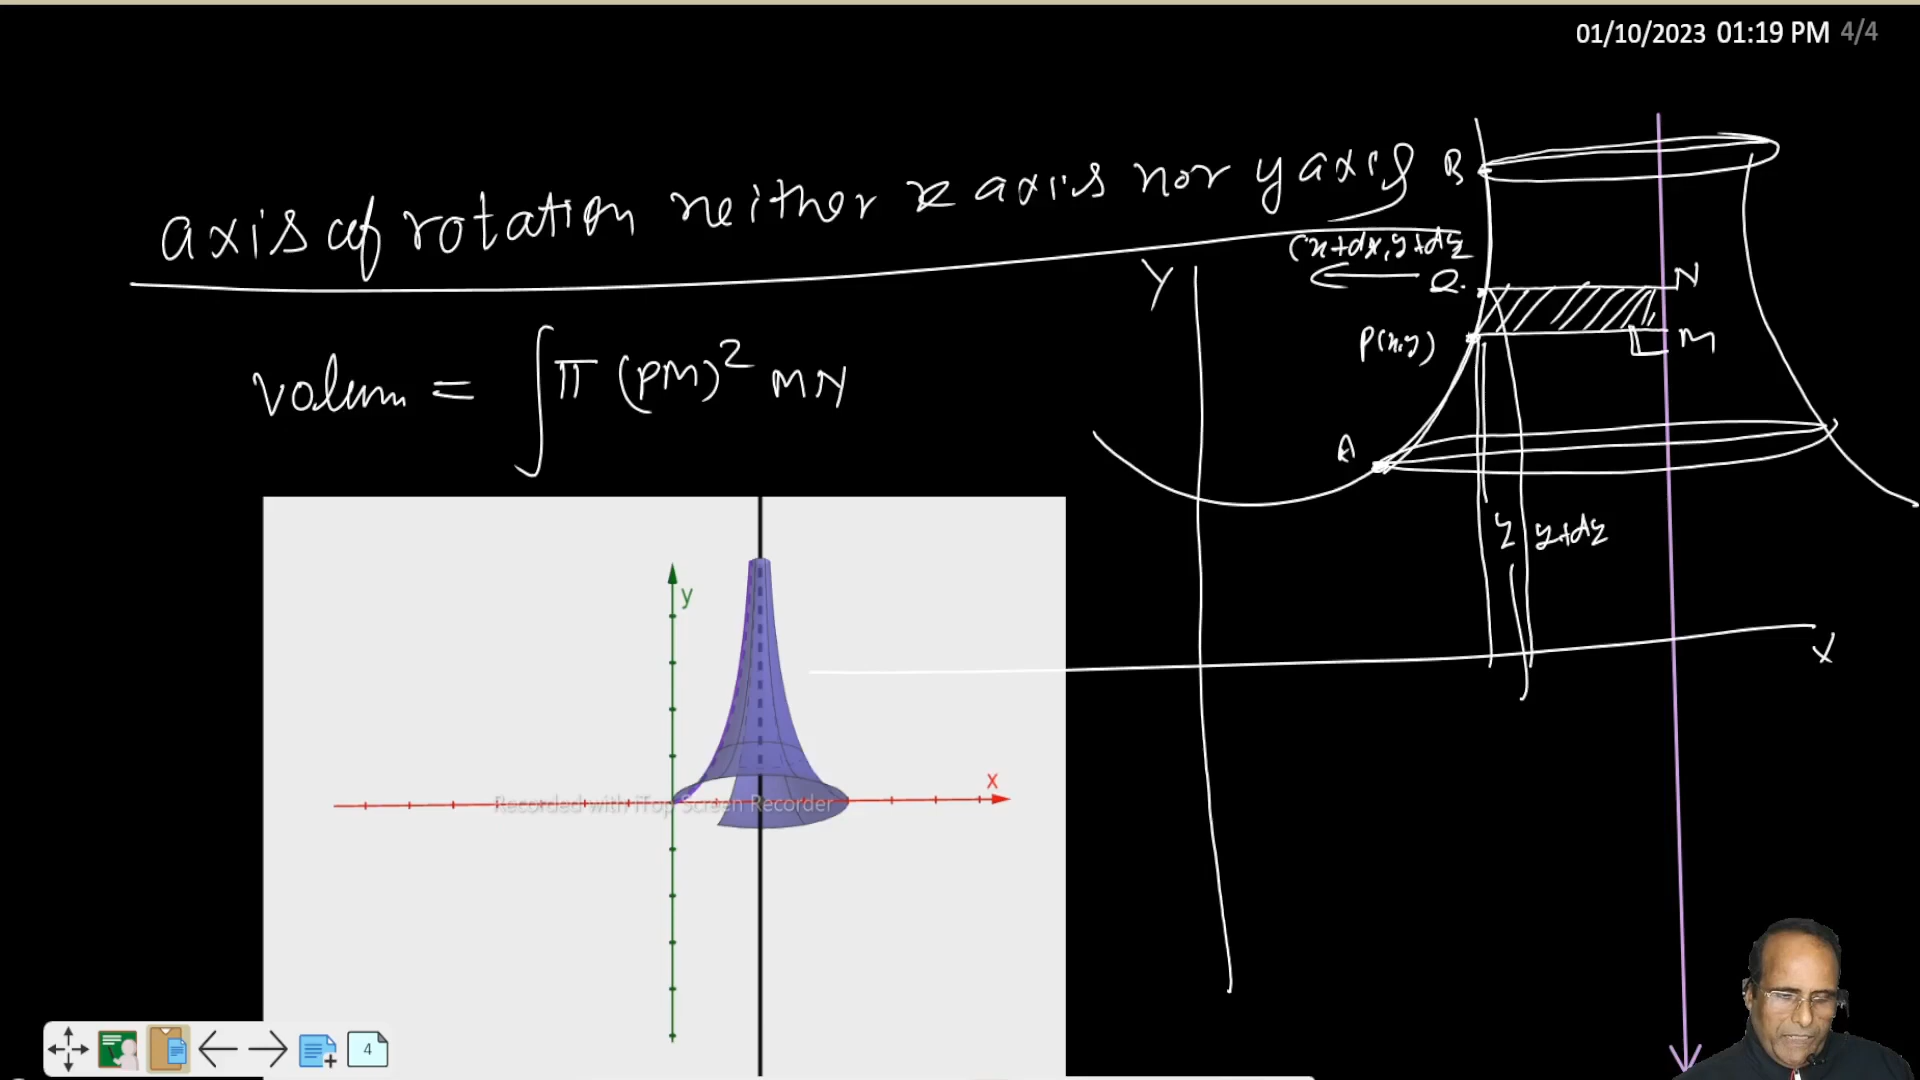 01/10/2023 01:19 PM 4/4
axis of rotation neither x axis nor y axis
B
(x+dx, y+dy
Y
Q
N
P(x,y)
M
volum = ∫ π (PM)² MN
A
y y+dy
y
X
x
Recorded with iTop Screen Recorder
4